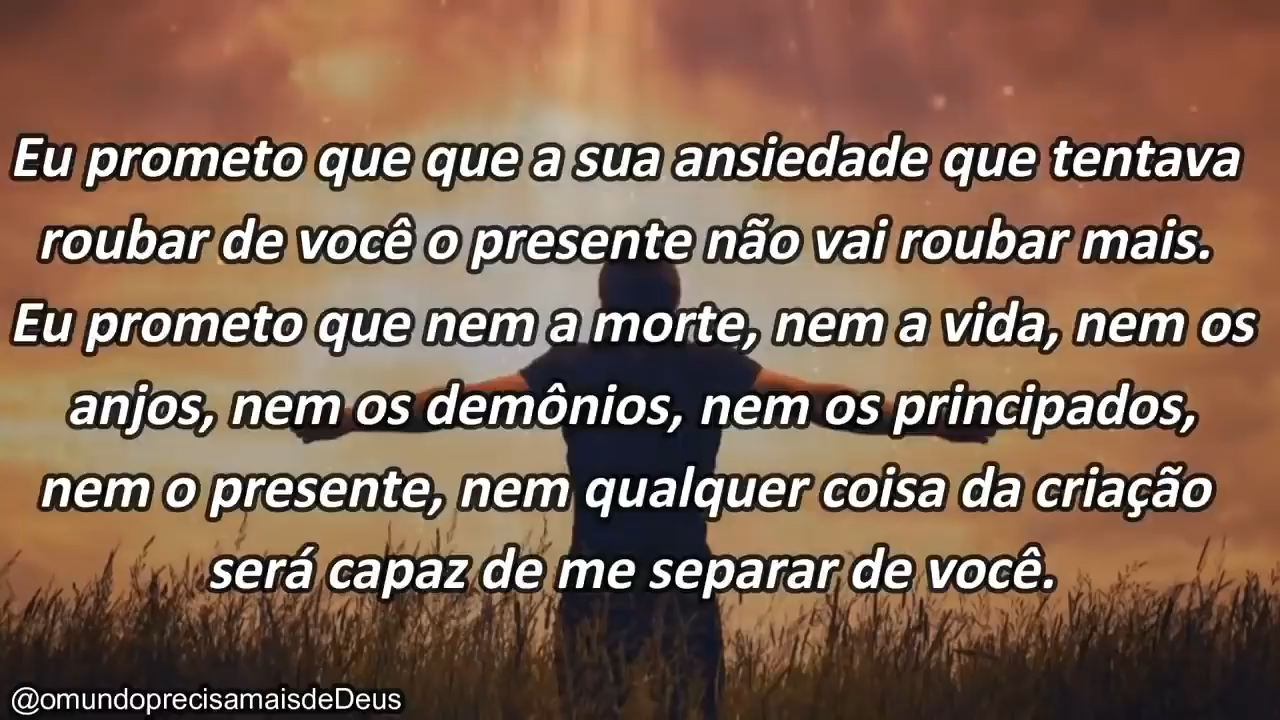 Eu prometo que que a sua ansiedade que tentava
roubar de você o presente não vai roubar mais.
Eu prometo que nem a morte, nem a vida, nem os
anjos, nem os demônios, nem os principados,
nem o presente, nem qualquer coisa da criação
será capaz de me separar de você.
@omundoprecisamaisdeDeus